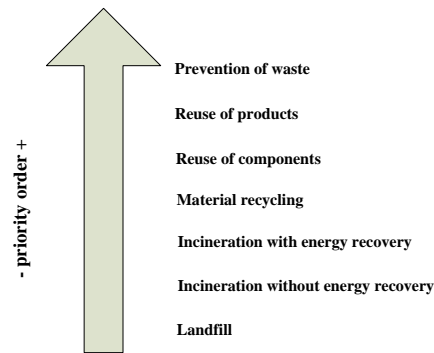 Prevention of waste
Reuse of products
Reuse of components
Material recycling
Incineration with energy recovery
Incineration without energy recovery
Landfill
- priority order +